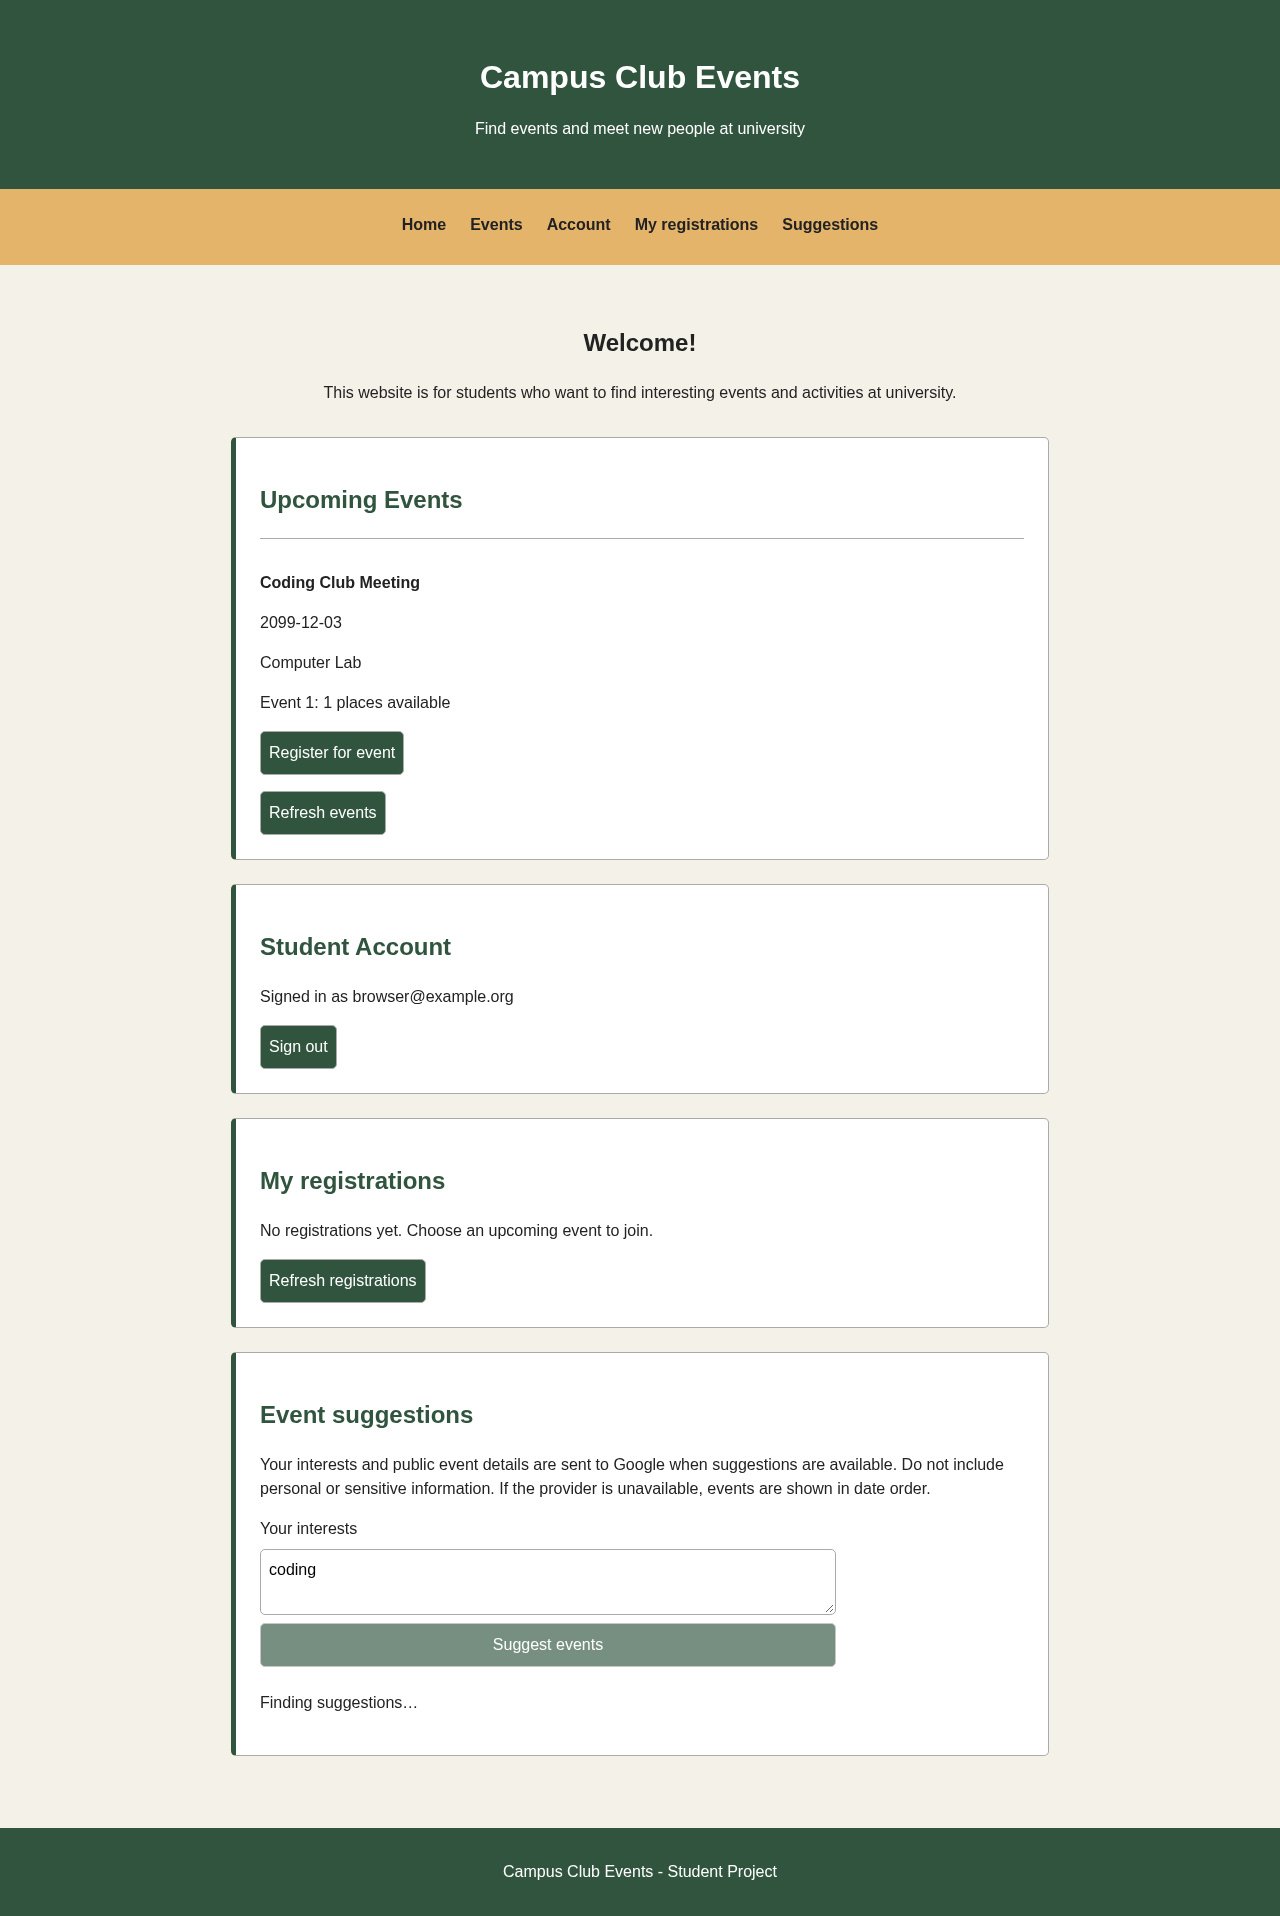 Campus Club Events
Find events and meet new people at university
Home Events Account My registrations Suggestions
Welcome!
This website is for students who want to find interesting events and activities at university.
Upcoming Events
Coding Club Meeting
2099-12-03
Computer Lab
Event 1: 1 places available
Register for event
Refresh events
Student Account
Signed in as browser@example.org
Sign out
My registrations
No registrations yet. Choose an upcoming event to join.
Refresh registrations
Event suggestions
Your interests and public event details are sent to Google when suggestions are available. Do not include
personal or sensitive information. If the provider is unavailable, events are shown in date order.
Your interests
coding
Suggest events
Finding suggestions…
Campus Club Events - Student Project